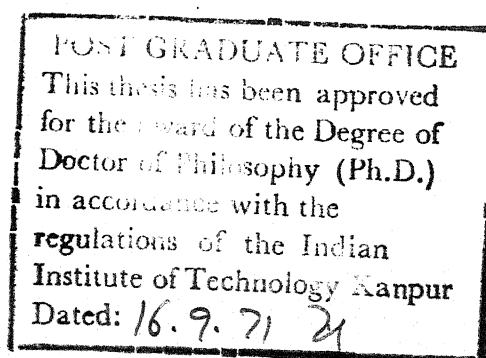 POST GRADUATE OFFICE
This thesis has been approved
for the award of the Degree of
Doctor of Philosophy (Ph.D.)
in accordance with the
regulations of the Indian
Institute of Technology Kanpur
Dated: 16.9.71